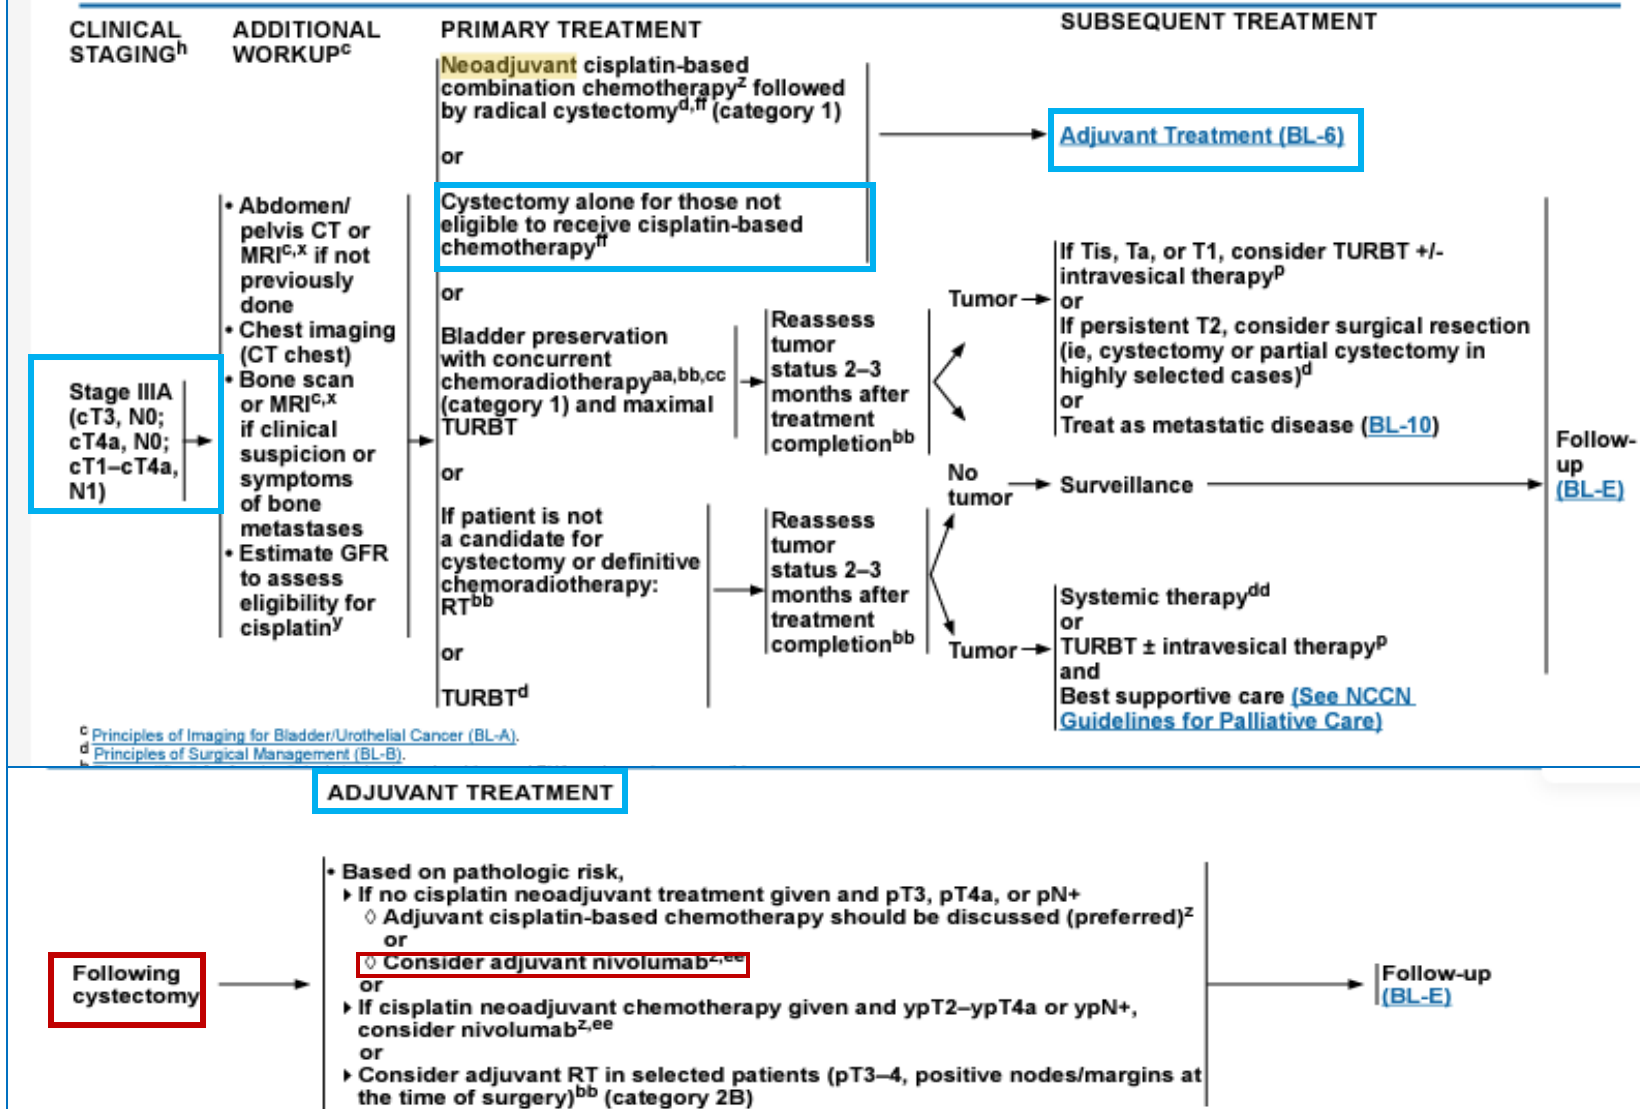 CLINICAL
STAGINGʰ
ADDITIONAL
WORKUPᶜ
PRIMARY TREATMENT
SUBSEQUENT TREATMENT
Stage IIIA
(cT3, N0;
cT4a, N0;
cT1–cT4a,
N1)
• Abdomen/
pelvis CT or
MRIᶜ,ˣ if not
previously
done
• Chest imaging
(CT chest)
• Bone scan
or MRIᶜ,ˣ
if clinical
suspicion or
symptoms
of bone
metastases
• Estimate GFR
to assess
eligibility for
cisplatinʸ
Neoadjuvant cisplatin-based
combination chemotherapyᶻ followed
by radical cystectomyᵈ,ᶠᶠ (category 1)
or
Cystectomy alone for those not
eligible to receive cisplatin-based
chemotherapyᶠᶠ
or
Bladder preservation
with concurrent
chemoradiotherapyᵃᵃ,ᵇᵇ,ᶜᶜ
(category 1) and maximal
TURBT
or
If patient is not
a candidate for
cystectomy or definitive
chemoradiotherapy:
RTᵇᵇ
or
TURBTᵈ
Adjuvant Treatment (BL-6)
Reassess
tumor
status 2–3
months after
treatment
completionᵇᵇ
Reassess
tumor
status 2–3
months after
treatment
completionᵇᵇ
Tumor
No
tumor
Tumor
If Tis, Ta, or T1, consider TURBT +/-
intravesical therapyᵖ
or
If persistent T2, consider surgical resection
(ie, cystectomy or partial cystectomy in
highly selected cases)ᵈ
or
Treat as metastatic disease (BL-10)
Surveillance
Systemic therapyᵈᵈ
or
TURBT ± intravesical therapyᵖ
and
Best supportive care (See NCCN
Guidelines for Palliative Care)
Follow-
up
(BL-E)
ᶜ Principles of Imaging for Bladder/Urothelial Cancer (BL-A).
ᵈ Principles of Surgical Management (BL-B).
ADJUVANT TREATMENT
Following
cystectomy
• Based on pathologic risk,
‣ If no cisplatin neoadjuvant treatment given and pT3, pT4a, or pN+
◊ Adjuvant cisplatin-based chemotherapy should be discussed (preferred)ᶻ
or
◊ Consider adjuvant nivolumabᶻ,ᵉᵉ
or
‣ If cisplatin neoadjuvant chemotherapy given and ypT2–ypT4a or ypN+,
consider nivolumabᶻ,ᵉᵉ
or
‣ Consider adjuvant RT in selected patients (pT3–4, positive nodes/margins at
the time of surgery)ᵇᵇ (category 2B)
Follow-up
(BL-E)